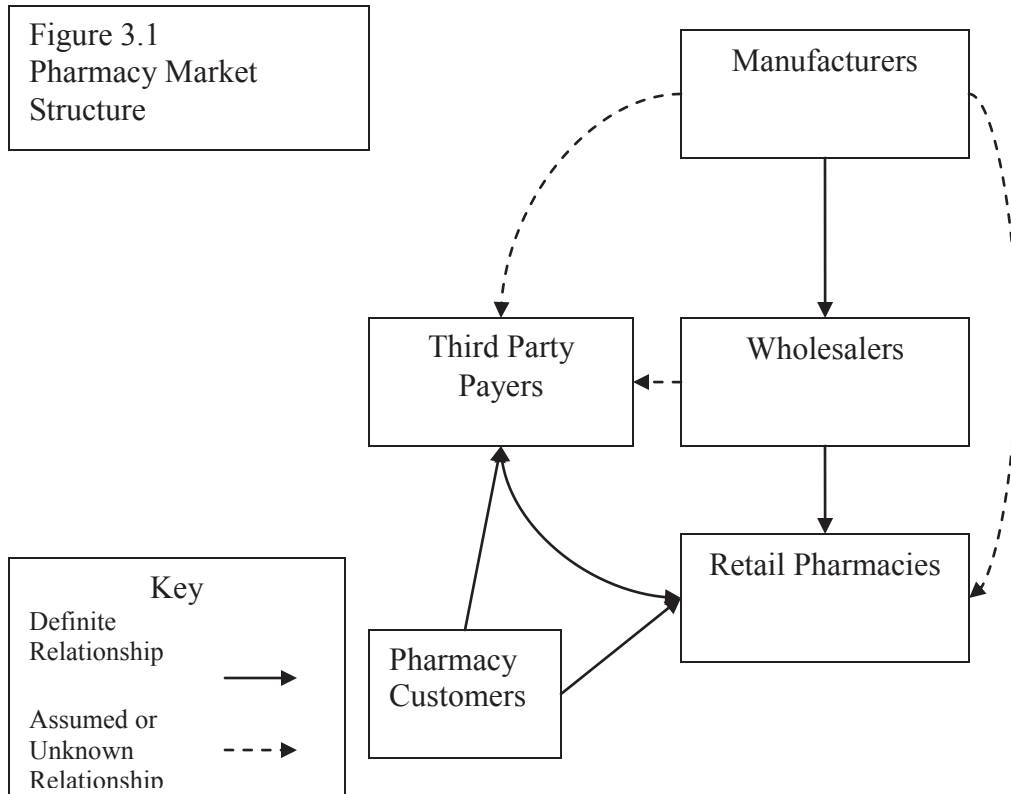 Figure 3.1
Pharmacy Market
Structure
Manufacturers
Third Party
Payers
Wholesalers
Retail Pharmacies
Pharmacy
Customers
Key
Definite
Relationship
Assumed or
Unknown
Relationship